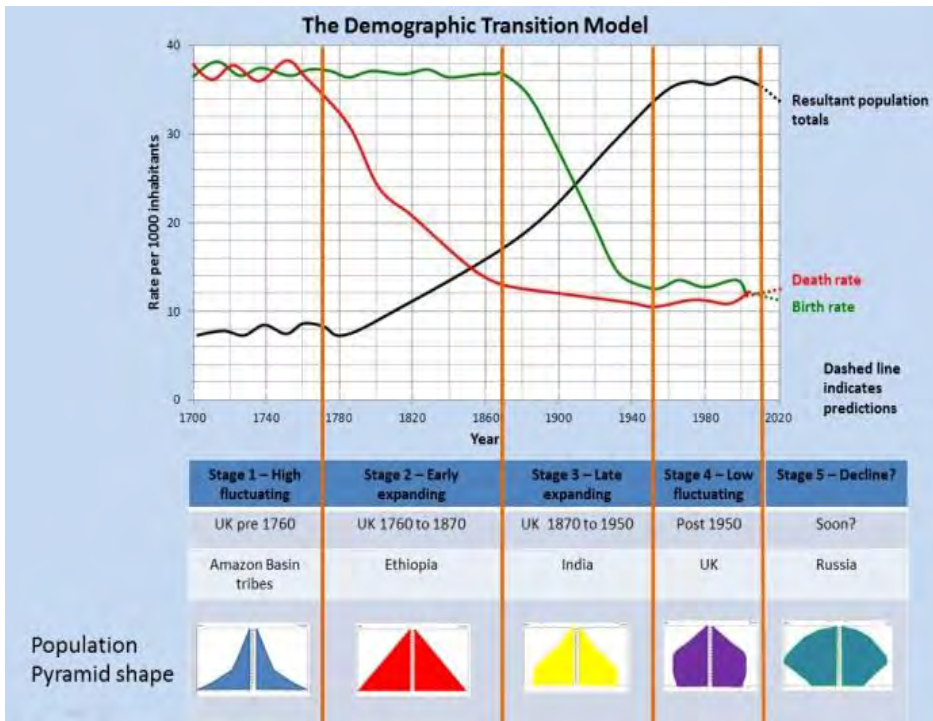 The Demographic Transition Model
40
30
20
10
0
Rate per 1000 inhabitants
1700
1740
1780
1820
1860
1900
1940
1980
2020
Year
Resultant population
totals
Death rate
Birth rate
Dashed line
indicates
predictions
Stage 1 – High
fluctuating
Stage 2 – Early
expanding
Stage 3 – Late
expanding
Stage 4 – Low
fluctuating
Stage 5 – Decline?
UK pre 1760
UK 1760 to 1870
UK 1870 to 1950
Post 1950
Soon?
Amazon Basin
tribes
Ethiopia
India
UK
Russia
Population
Pyramid shape